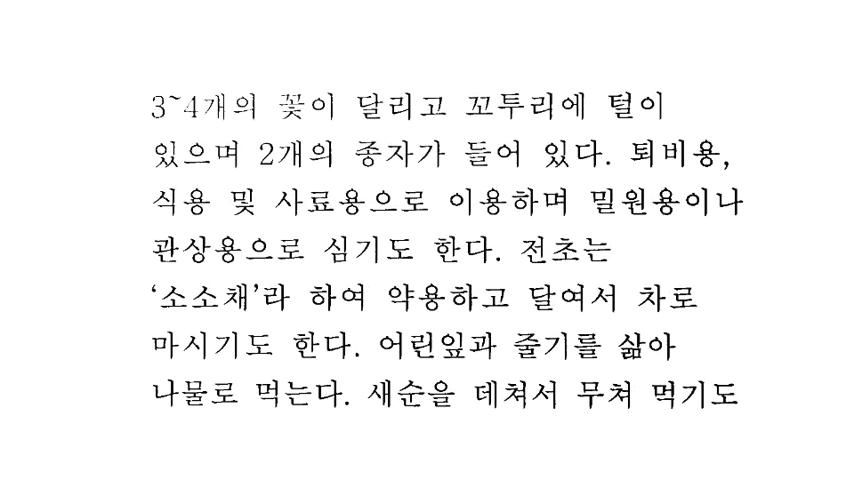 3~4개의 꽃이 달리고 꼬투리에 털이
있으며 2개의 종자가 들어 있다. 퇴비용,
식용 및 사료용으로 이용하며 밀원용이나
관상용으로 심기도 한다. 전초는
‘소소채’라 하여 약용하고 달여서 차로
마시기도 한다. 어린잎과 줄기를 삶아
나물로 먹는다. 새순을 데쳐서 무쳐 먹기도